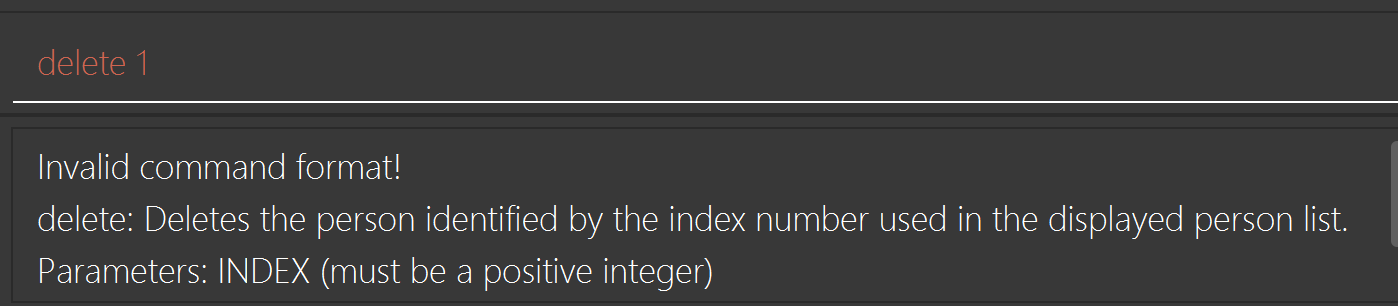 delete 1
Invalid command format!
delete: Deletes the person identified by the index number used in the displayed person list.
Parameters: INDEX (must be a positive integer)